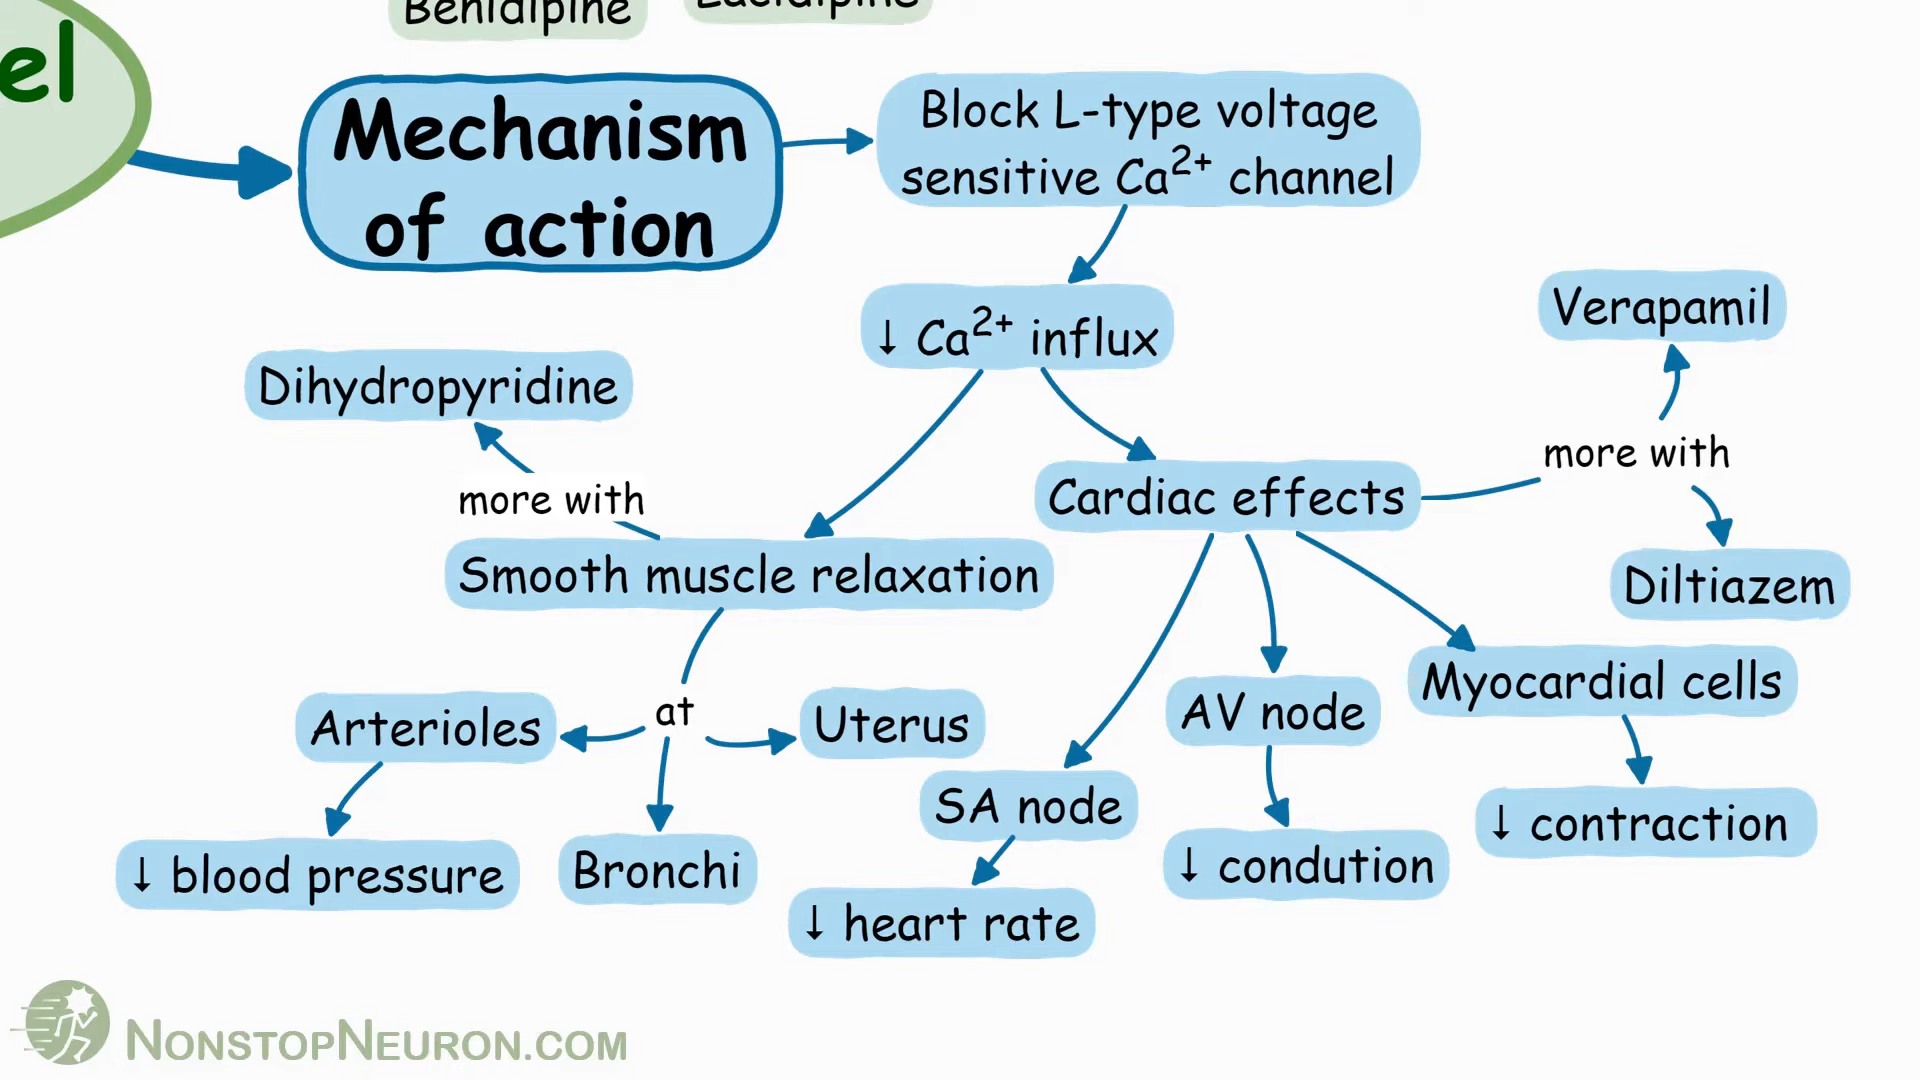 Benidipine
Lacidipine
el
Mechanism
of action
Block L-type voltage
sensitive Ca2+ channel
↓ Ca2+ influx
Verapamil
Dihydropyridine
more with
more with
Cardiac effects
Smooth muscle relaxation
Diltiazem
Myocardial cells
at
Arterioles
Uterus
AV node
SA node
↓ contraction
↓ blood pressure
Bronchi
↓ condution
↓ heart rate
NONSTOPNEURON.COM